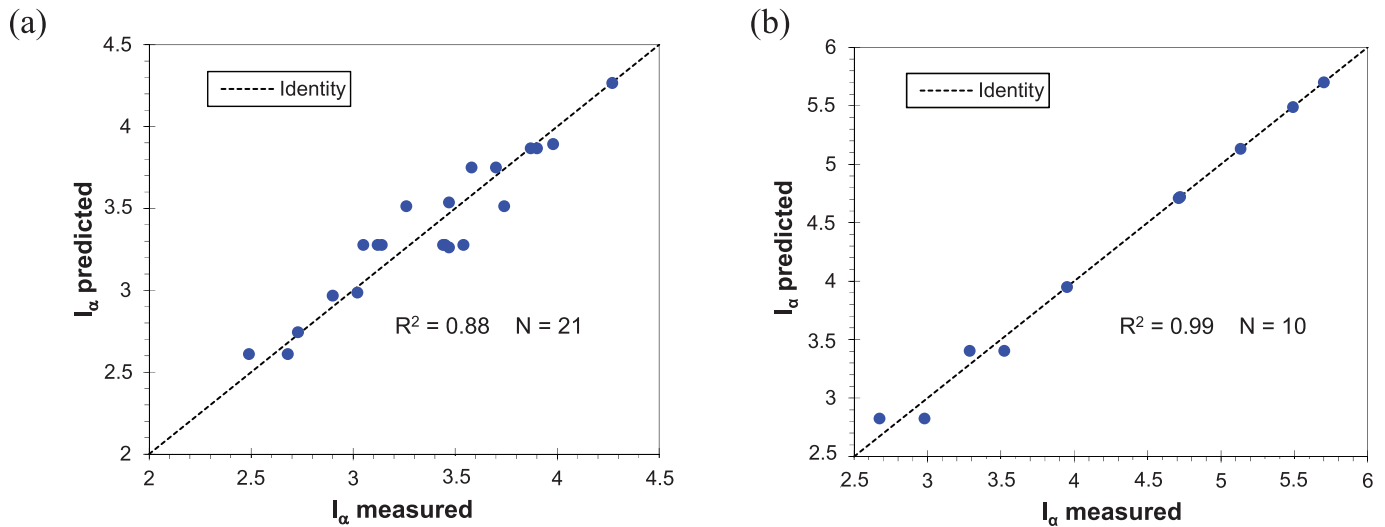 (a)
4.5
4
3.5
3
2.5
2
Identity
R² = 0.88 N = 21
2 2.5 3 3.5 4 4.5
Iα measured
Iα predicted
(b)
6
5.5
5
4.5
4
3.5
3
2.5
Identity
R² = 0.99 N = 10
2.5 3 3.5 4 4.5 5 5.5 6
Iα measured
Iα predicted